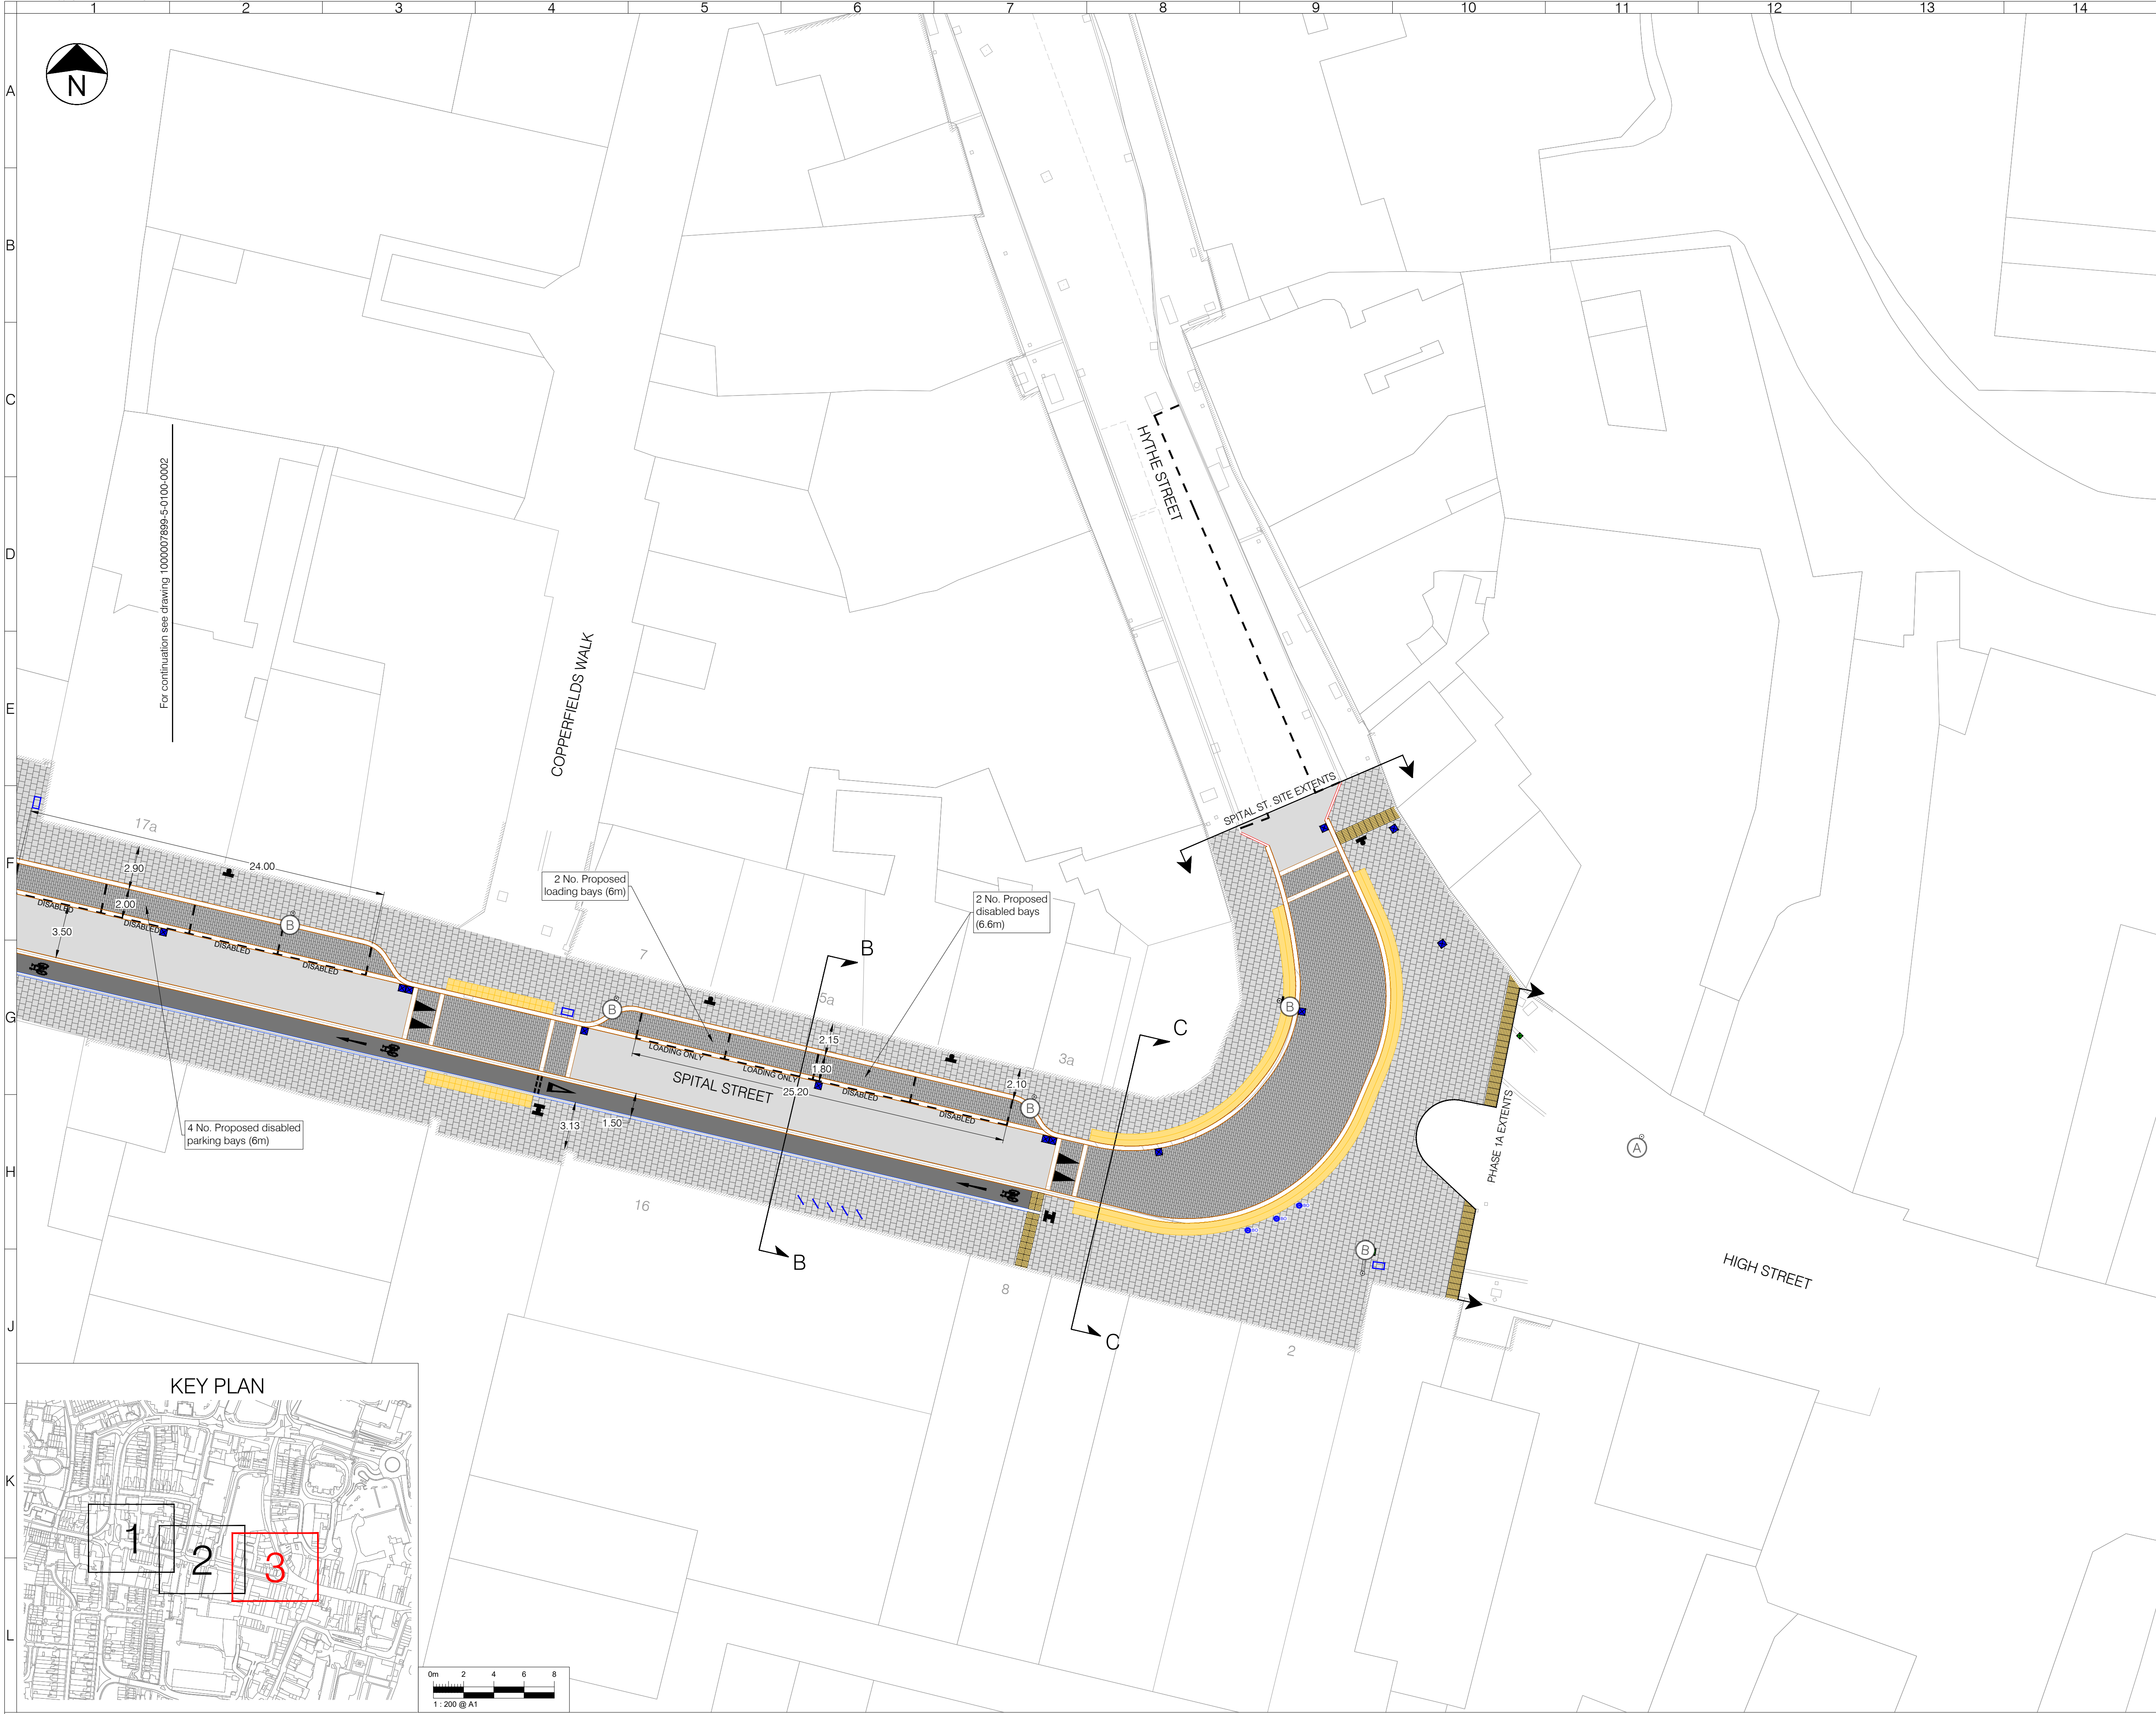 1 2 3 4 5 6 7 8 9 10 11 12 13 14
A
B
C
D
E
F
G
H
J
K
L
N
For continuation see drawing 1000007899-5-0100-0002
COPPERFIELDS WALK
HYTHE STREET
SPITAL ST. SITE EXTENTS
17a
24.00
2.90
2.00
3.50
DISABLED
DISABLED
DISABLED
DISABLED
B
2 No. Proposed
loading bays (6m)
2 No. Proposed
disabled bays
(6.6m)
7
B
5a
B
2.15
1.80
LOADING ONLY
LOADING ONLY
DISABLED
DISABLED
SPITAL STREET
25.20
3a
2.10
B
C
B
4 No. Proposed disabled
parking bays (6m)
3.13
1.50
16
B
8
C
2
B
PHASE 1A EXTENTS
A
HIGH STREET
KEY PLAN
1
2
3
0m 2 4 6 8
1 : 200 @ A1